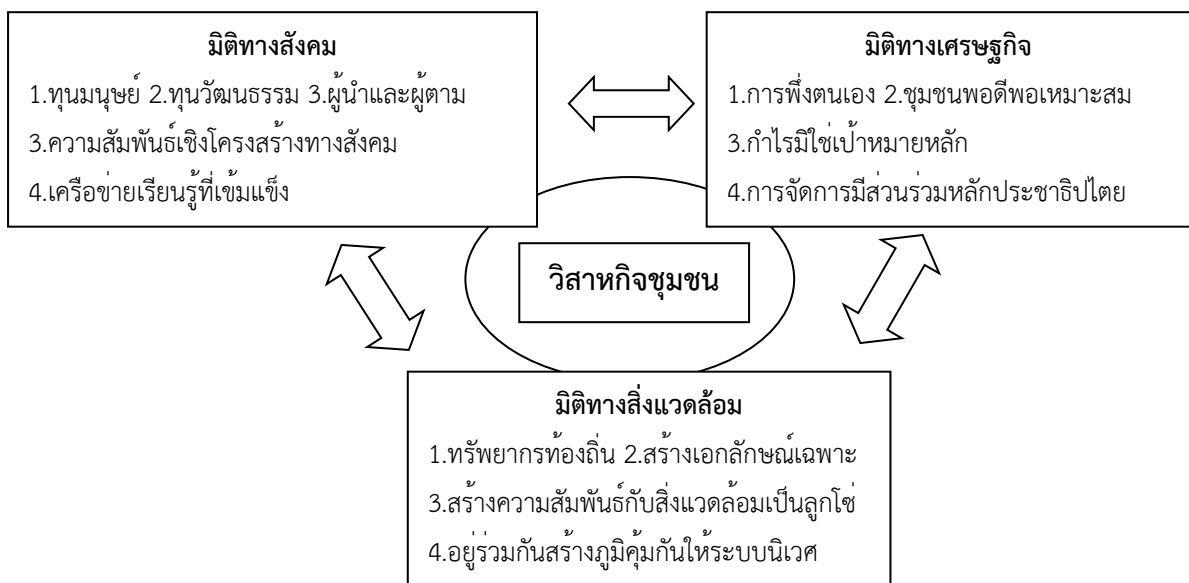 มิติทางสังคม
1.ทุนมนุษย์ 2.ทุนวัฒนธรรม 3.ผู้นำและผู้ตาม
3.ความสัมพันธ์เชิงโครงสร้างทางสังคม
4.เครือข่ายเรียนรู้ที่เข้มแข็ง
มิติทางเศรษฐกิจ
1.การพึ่งตนเอง 2.ชุมชนพอดีพอเหมาะสม
3.กำไรมิใช่เป้าหมายหลัก
4.การจัดการมีส่วนร่วมหลักประชาธิปไตย
วิสาหกิจชุมชน
มิติทางสิ่งแวดล้อม
1.ทรัพยากรท้องถิ่น 2.สร้างเอกลักษณ์เฉพาะ
3.สร้างความสัมพันธ์กับสิ่งแวดล้อมเป็นลูกโซ่
4.อยู่ร่วมกันสร้างภูมิคุ้มกันให้ระบบนิเวศ